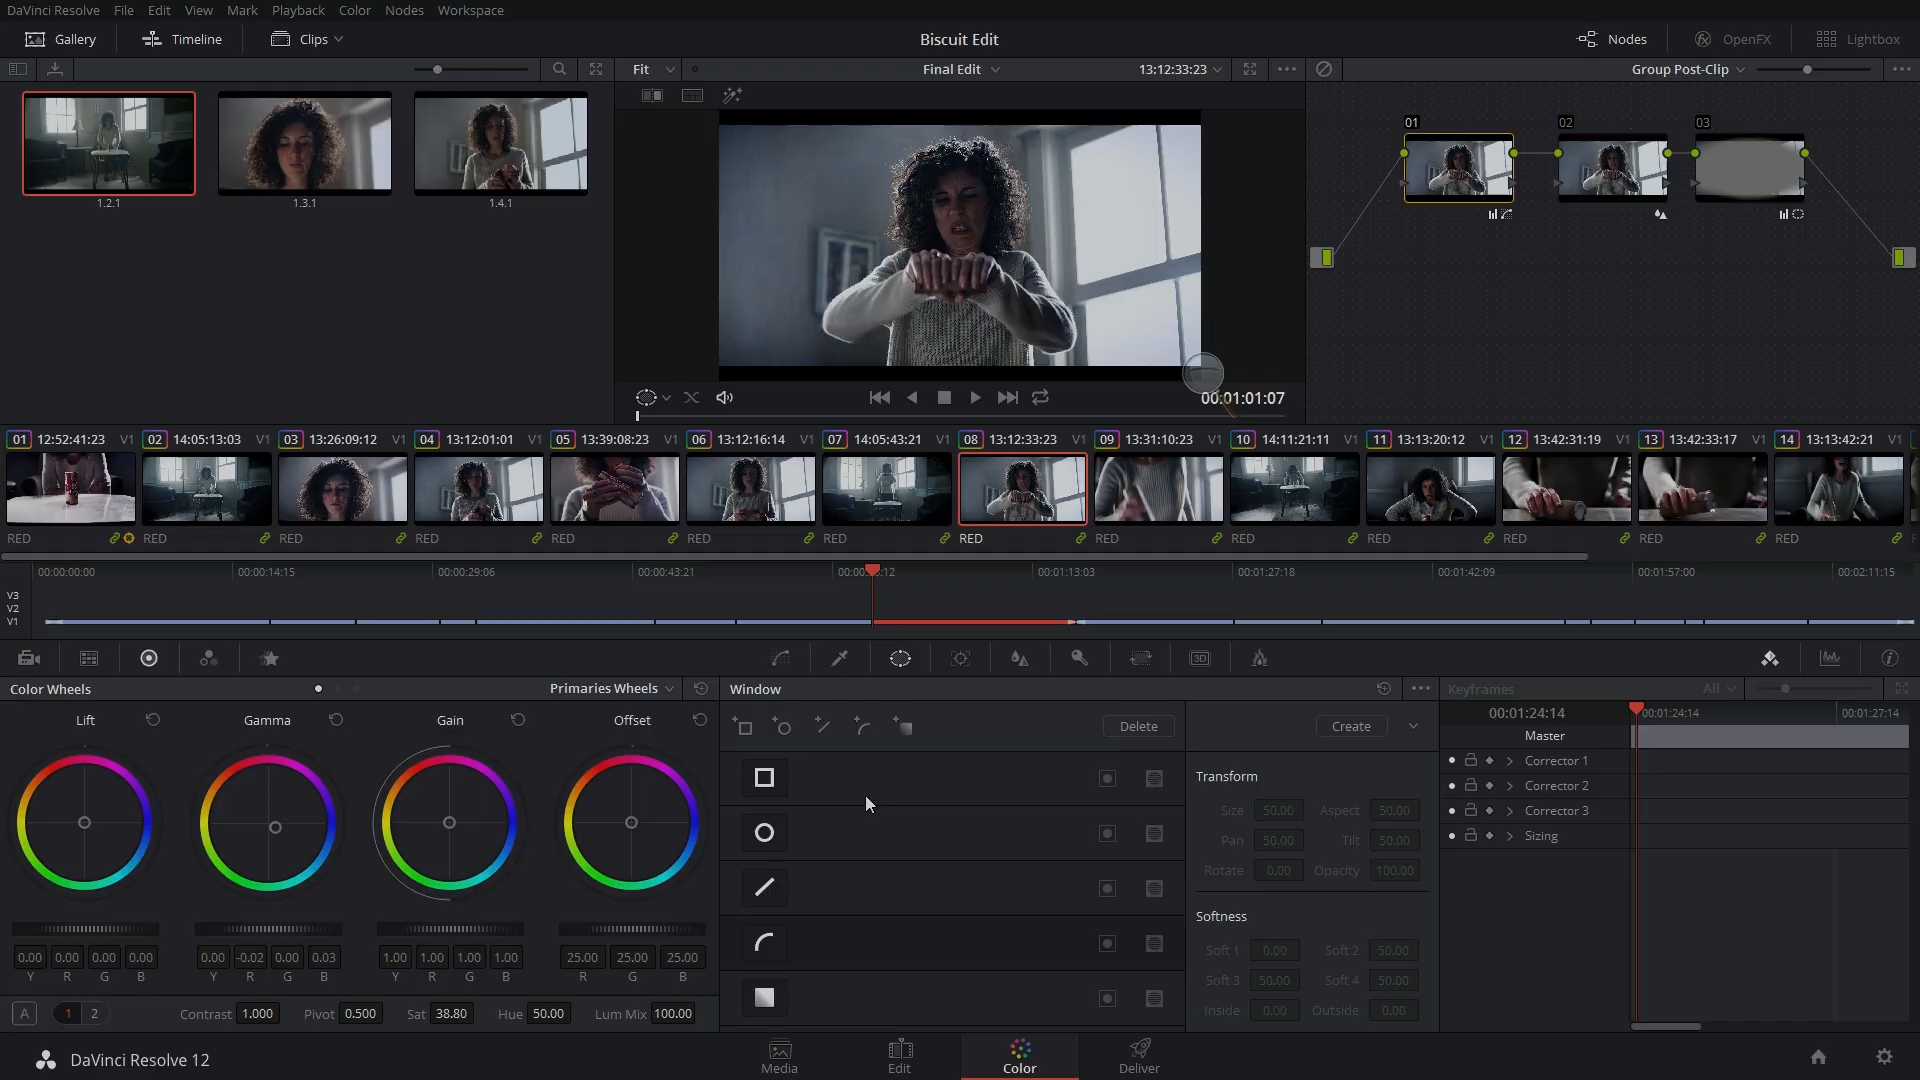 DaVinci Resolve File Edit View Mark Playback Color Nodes Workspace
Gallery Timeline Clips Biscuit Edit Nodes OpenFX Lightbox
Fit Final Edit 13:12:33:23 Group Post-Clip
01 02 03
1.2.1 1.3.1 1.4.1
00:01:01:07
01 12:52:41:23 V1 02 14:05:13:03 V1 03 13:26:09:12 V1 04 13:12:01:01 V1 05 13:39:08:23 V1 06 13:12:16:14 V1 07 14:05:43:21 V1 08 13:12:33:23 V1 09 13:31:10:23 V1 10 14:11:21:11 V1 11 13:13:20:12 V1 12 13:42:31:19 V1 13 13:42:33:17 V1 14 13:13:42:21 V1
RED RED RED RED RED RED RED RED RED RED RED RED RED RED
00:00:00:00 00:00:14:15 00:00:29:06 00:00:43:21 00:01:13:03 00:01:27:18 00:01:42:09 00:01:57:00 00:02:11:15
V3
V2
V1
Color Wheels Primaries Wheels Window Keyframes All
Lift Gamma Gain Offset
Delete Create 00:01:24:14 00:01:24:14 00:01:27:14
Master
Transform
Corrector 1
Corrector 2
Corrector 3
Sizing
Size 50.00 Aspect 50.00
Pan 50.00 Tilt 50.00
Rotate 0.00 Opacity 100.00
Softness
Soft 1 0.00 Soft 2 50.00
Soft 3 50.00 Soft 4 50.00
Inside 0.00 Outside 0.00
0.00 0.00 0.00 0.00 0.00 -0.02 0.00 0.03 1.00 1.00 1.00 1.00 25.00 25.00 25.00
Y R G B Y R G B Y R G B R G B
A 1 2 Contrast 1.000 Pivot 0.500 Sat 38.80 Hue 50.00 Lum Mix 100.00
DaVinci Resolve 12 Media Edit Color Deliver